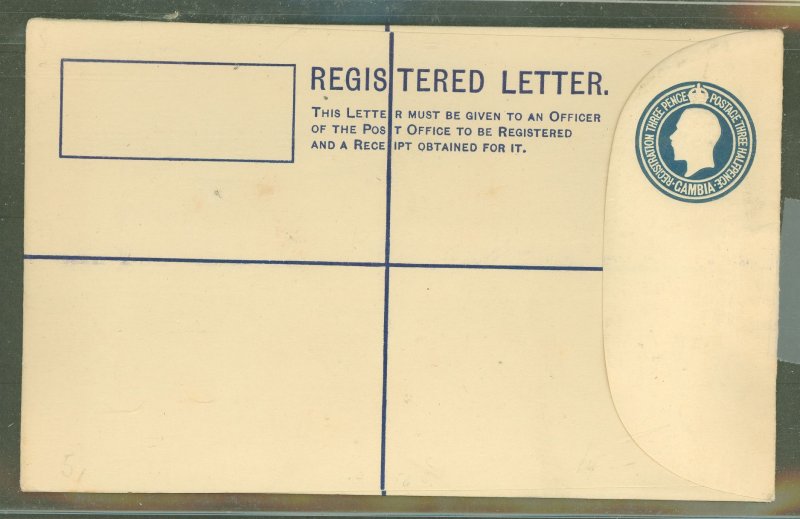 REGISTERED LETTER.
THIS LETTER MUST BE GIVEN TO AN OFFICER
OF THE POST OFFICE TO BE REGISTERED
AND A RECEIPT OBTAINED FOR IT.
REGISTRATION THREE PENCE POSTAGE THREE HALFPENCE
GAMBIA